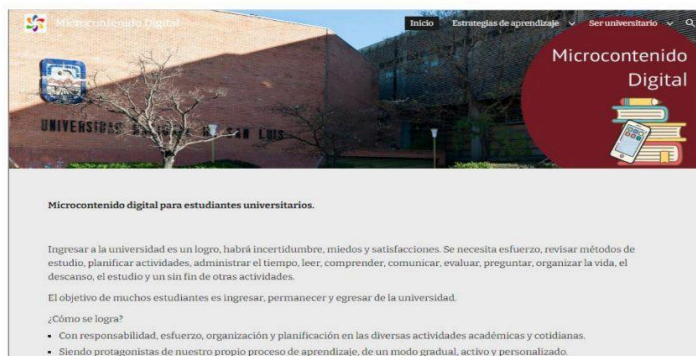 Microcontenido Digital
Inicio Estrategias de aprendizaje Ser universitario
Microcontenido
Digital
UNIVERSIDAD NACIONAL DE SAN LUIS
Microcontenido digital para estudiantes universitarios.
Ingresar a la universidad es un logro, habrá incertidumbre, miedos y satisfacciones. Se necesita esfuerzo, revisar métodos de
estudio, planificar actividades, administrar el tiempo, leer, comprender, comunicar, evaluar, preguntar, organizar la vida, el
descanso, el estudio y un sin fin de otras actividades.
El objetivo de muchos estudiantes es ingresar, permanecer y egresar de la universidad.
¿Cómo se logra?
▪ Con responsabilidad, esfuerzo, organización y planificación en las diversas actividades académicas y cotidianas.
▪ Siendo protagonistas de nuestro propio proceso de aprendizaje, de un modo gradual, activo y personalizado.